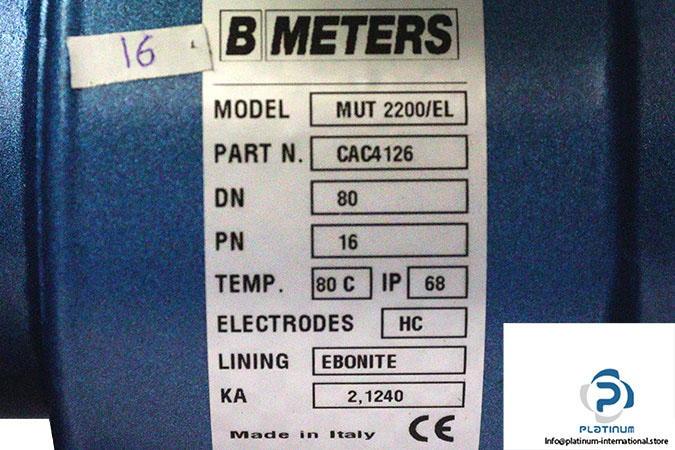 16
B METERS
MODEL MUT 2200/EL
PART N. CAC4126
DN 80
PN 16
TEMP. 80 C IP 68
ELECTRODES HC
LINING EBONITE
KA 2,1240
Made in Italy CE
PLATINUM
Info@platinum-international.store